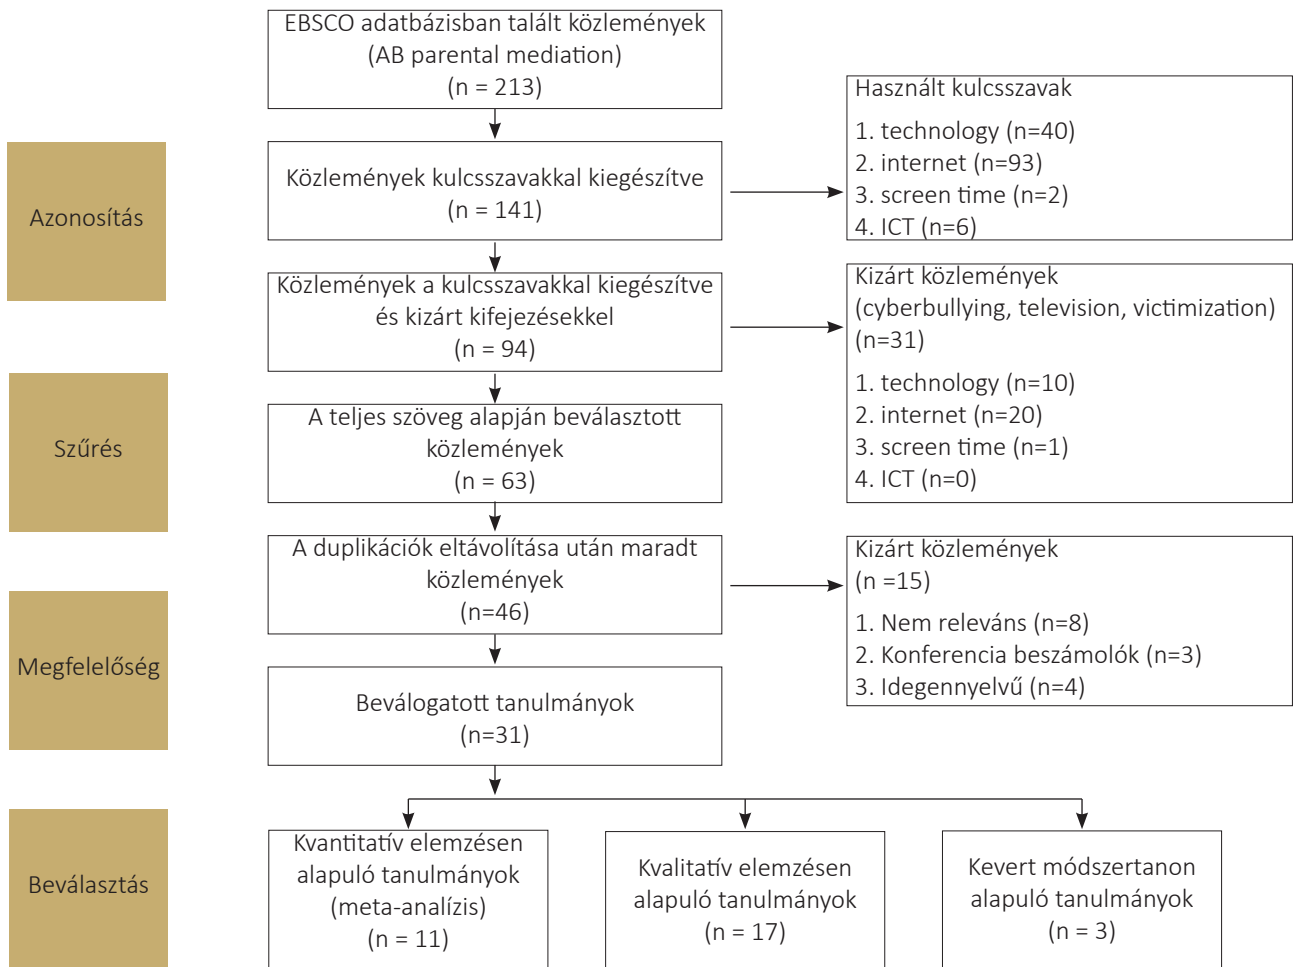 EBSCO adatbázisban talált közlemények
(AB parental mediation)
(n = 213)
Használt kulcsszavak
1. technology (n=40)
2. internet (n=93)
3. screen time (n=2)
4. ICT (n=6)
Azonosítás
Közlemények kulcsszavakkal kiegészítve
(n = 141)
Közlemények a kulcsszavakkal kiegészítve
és kizárt kifejezésekkel
(n = 94)
Kizárt közlemények
(cyberbullying, television, victimization)
(n=31)
1. technology (n=10)
2. internet (n=20)
3. screen time (n=1)
4. ICT (n=0)
Szűrés
A teljes szöveg alapján beválasztott
közlemények
(n = 63)
A duplikációk eltávolítása után maradt
közlemények
(n=46)
Kizárt közlemények
(n =15)
1. Nem releváns (n=8)
2. Konferencia beszámolók (n=3)
3. Idegennyelvű (n=4)
Megfelelőség
Beválogatott tanulmányok
(n=31)
Beválasztás
Kvantitatív elemzésen
alapuló tanulmányok
(meta-analízis)
(n = 11)
Kvalitatív elemzésen
alapuló tanulmányok
(n = 17)
Kevert módszertanon
alapuló tanulmányok
(n = 3)